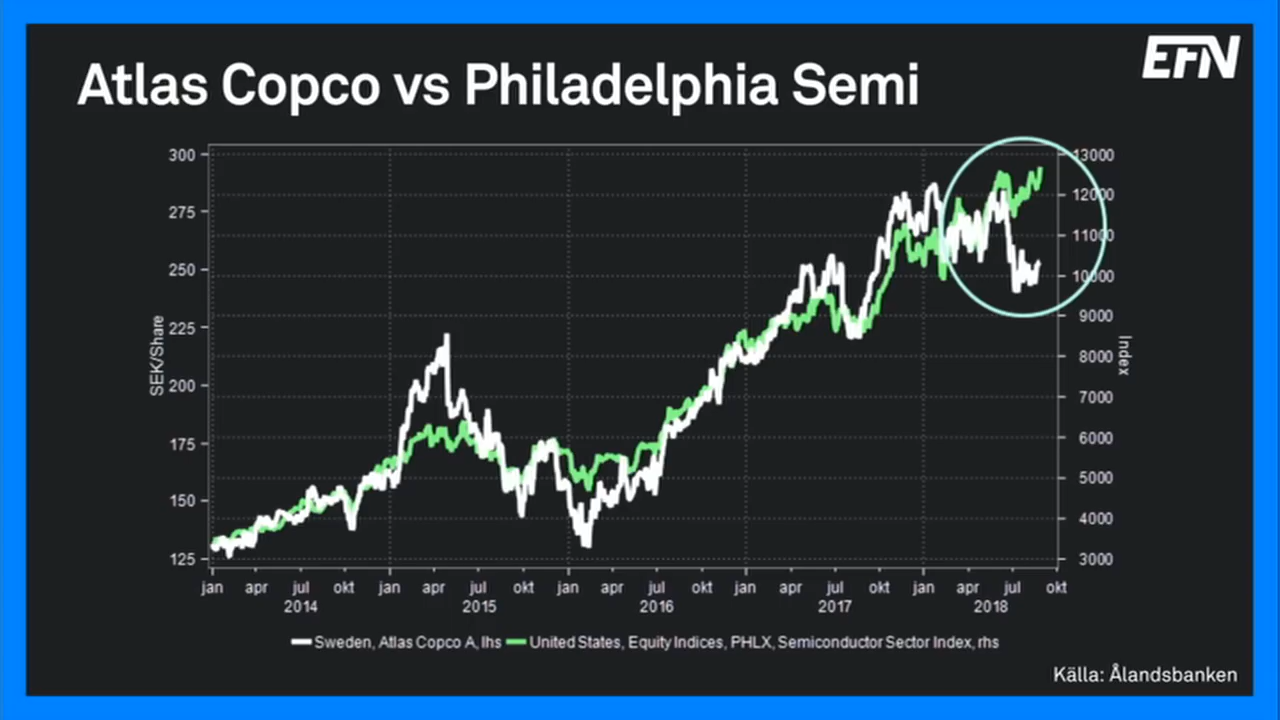 EFN
Atlas Copco vs Philadelphia Semi
300
275
250
225
200
175
150
125
SEK/Share
13000
12000
11000
10000
9000
8000
7000
6000
5000
4000
3000
Index
jan apr jul okt jan apr jul okt jan apr jul okt jan apr jul okt jan apr jul okt
2014 2015 2016 2017 2018
Sweden, Atlas Copco A, lhs United States, Equity Indices, PHLX, Semiconductor Sector Index, rhs
Källa: Ålandsbanken